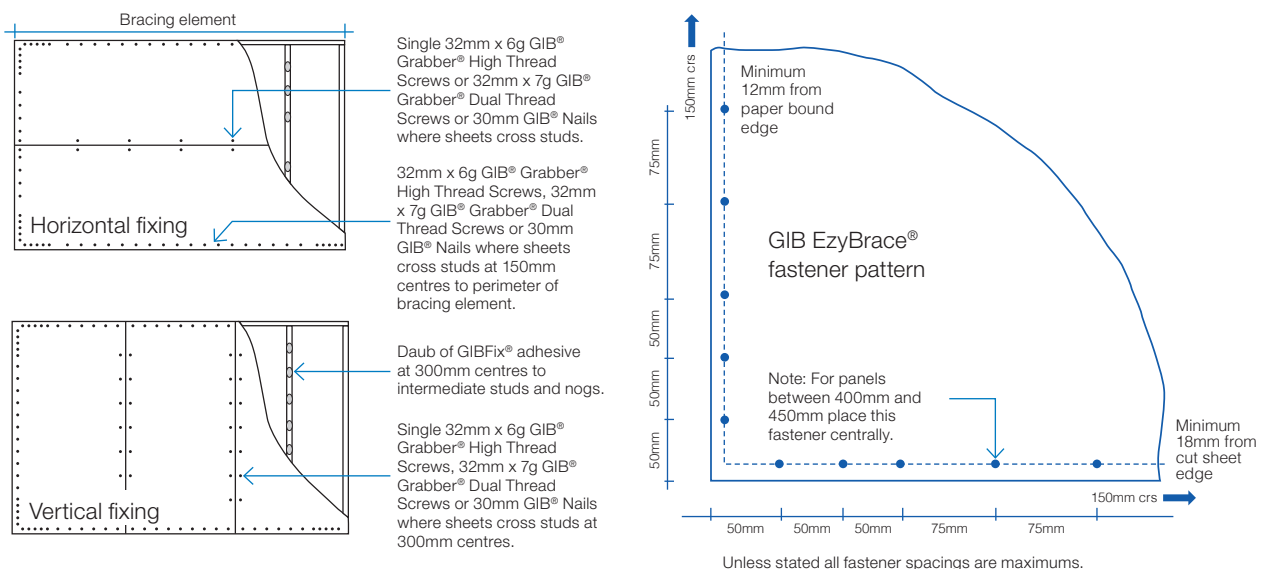 Bracing element
Single 32mm x 6g GIB®
Grabber® High Thread
Screws or 32mm x 7g GIB®
Grabber® Dual Thread
Screws or 30mm GIB® Nails
where sheets cross studs.
32mm x 6g GIB® Grabber®
High Thread Screws, 32mm
x 7g GIB® Grabber® Dual
Thread Screws or 30mm
GIB® Nails where sheets
cross studs at 150mm
centres to perimeter of
bracing element.
Horizontal fixing
Daub of GIBFix® adhesive
at 300mm centres to
intermediate studs and nogs.
Single 32mm x 6g GIB®
Grabber® High Thread
Screws, 32mm x 7g GIB®
Grabber® Dual Thread
Screws or 30mm GIB® Nails
where sheets cross studs at
300mm centres.
Vertical fixing
150mm crs
75mm
75mm
50mm
50mm
50mm
Minimum
12mm from
paper bound
edge
GIB EzyBrace®
fastener pattern
Note: For panels
between 400mm and
450mm place this
fastener centrally.
Minimum
18mm from
cut sheet
edge
150mm crs
50mm
50mm
50mm
75mm
75mm
Unless stated all fastener spacings are maximums.